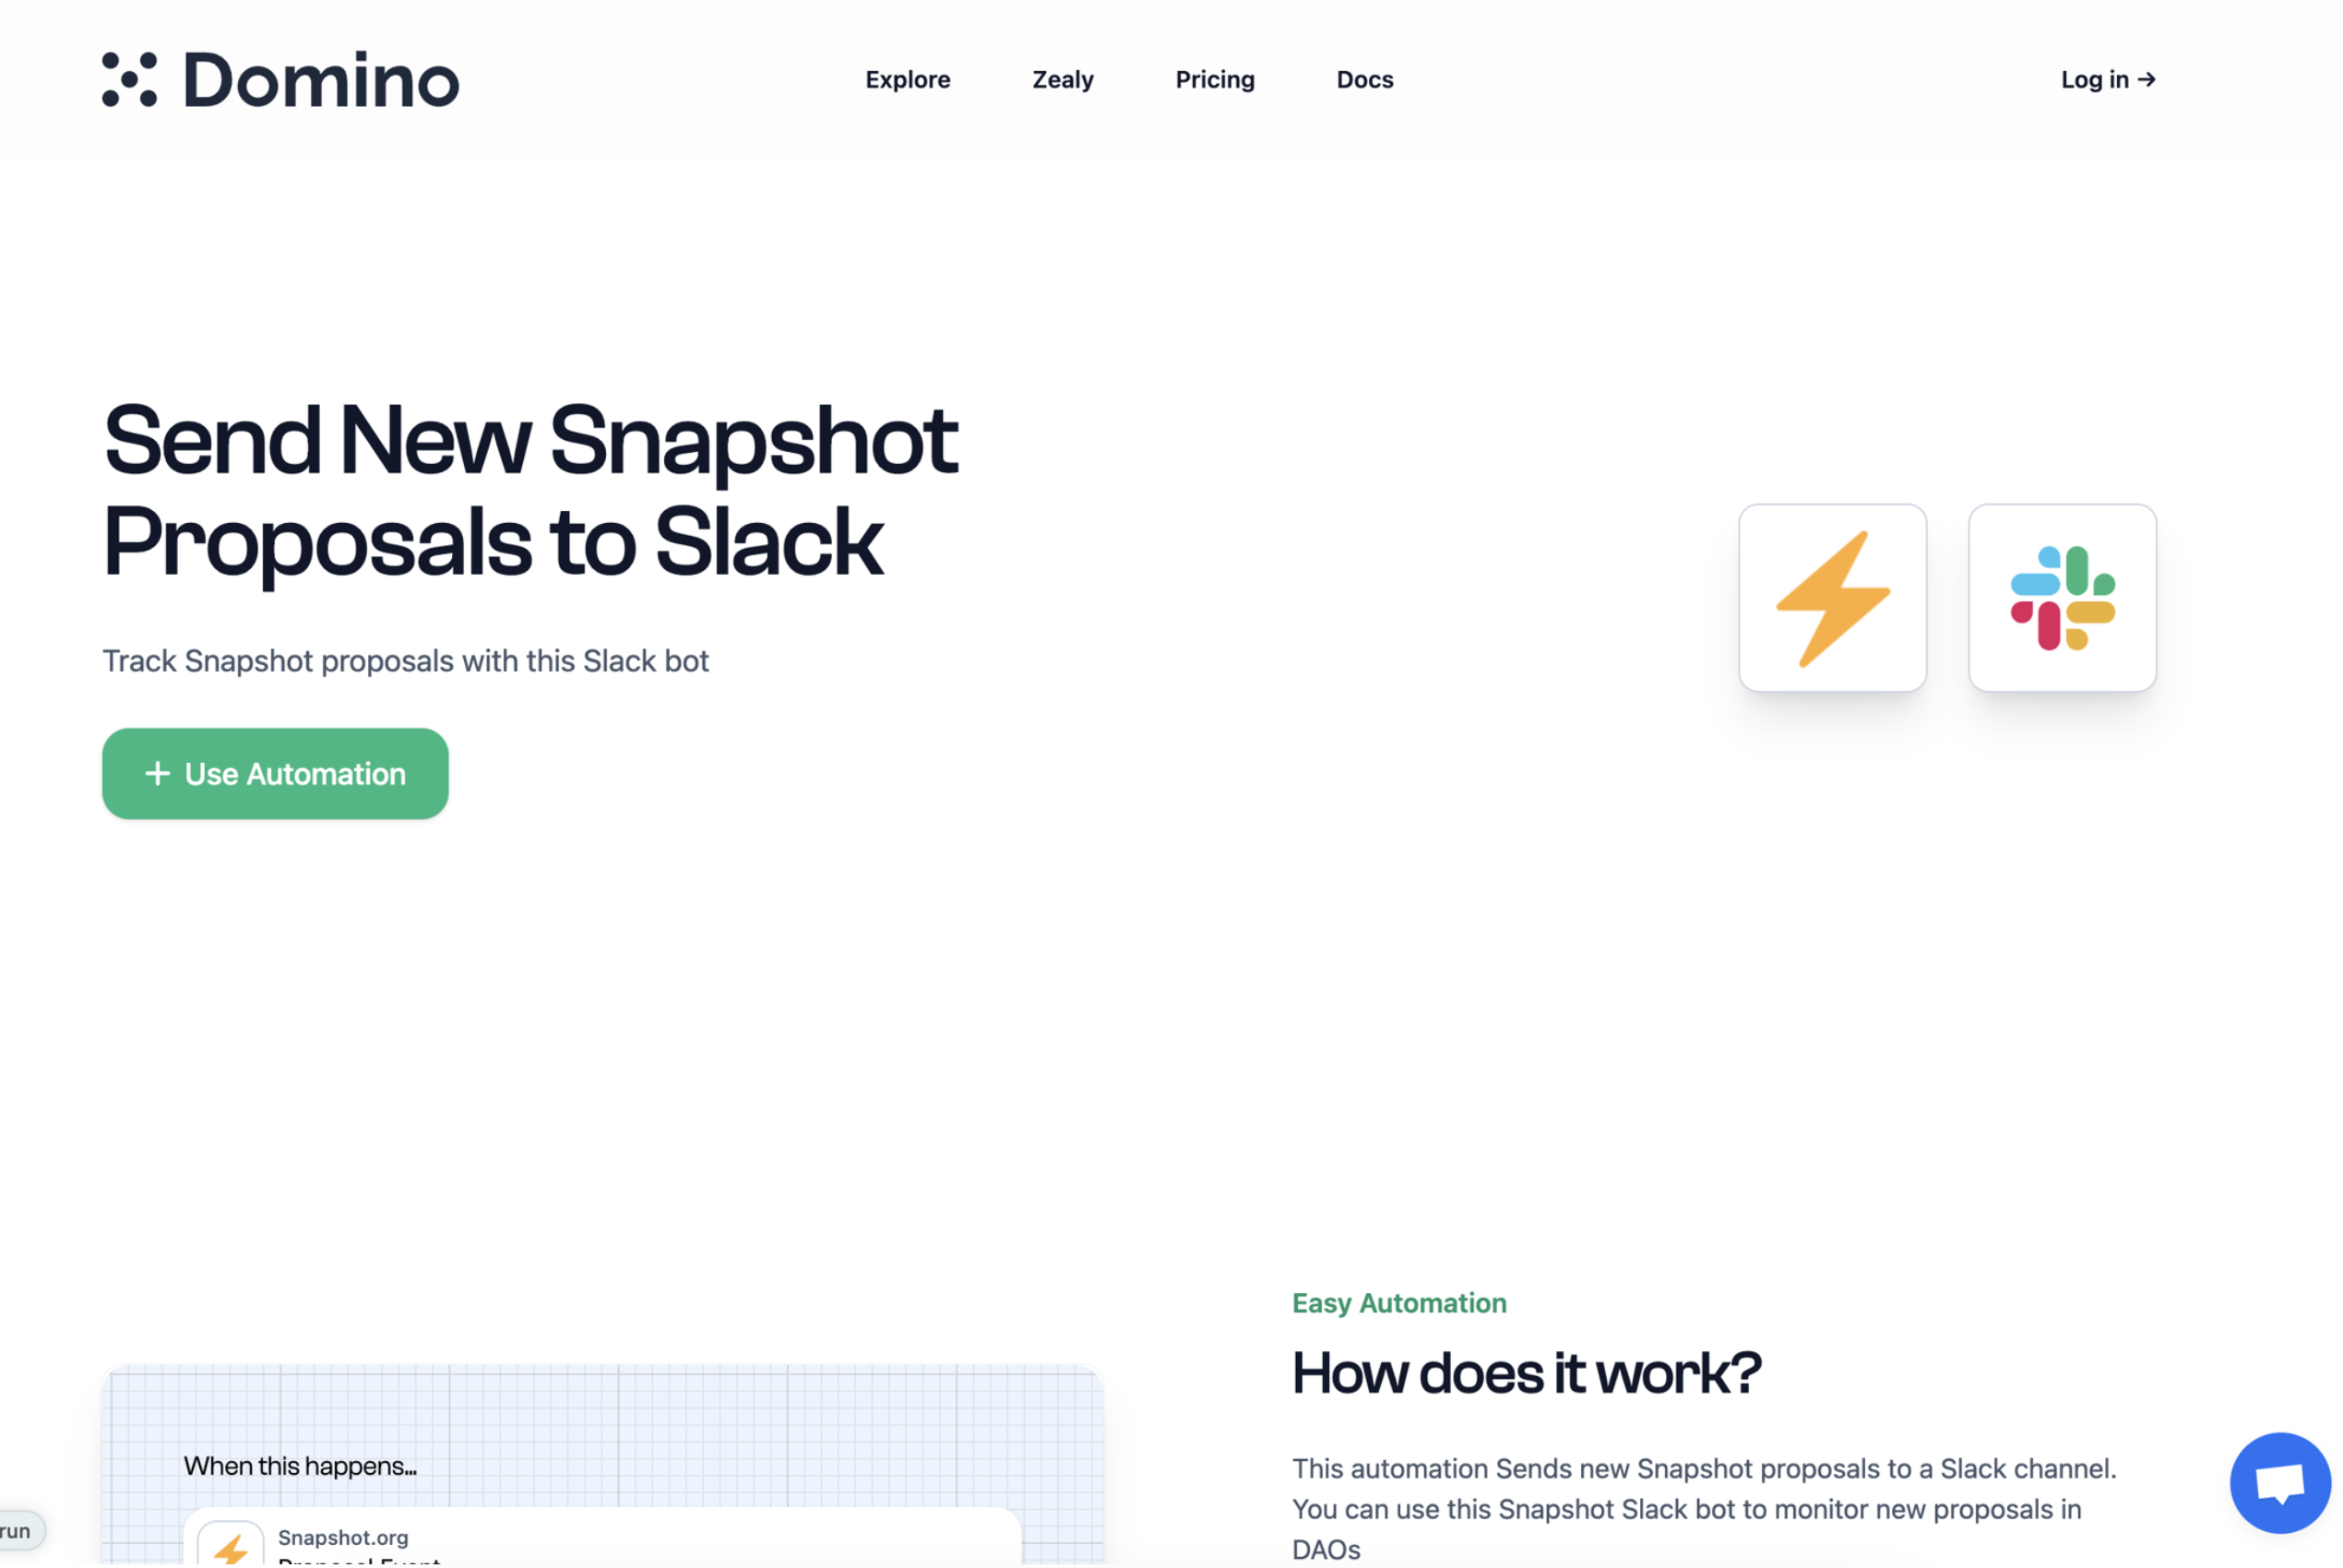 Domino
Explore
Zealy
Pricing
Docs
Log in →
Send New Snapshot
Proposals to Slack
Track Snapshot proposals with this Slack bot
+ Use Automation
Easy Automation
How does it work?
This automation Sends new Snapshot proposals to a Slack channel.
You can use this Snapshot Slack bot to monitor new proposals in
DAOs
When this happens...
Snapshot.org
Proposal Event
run